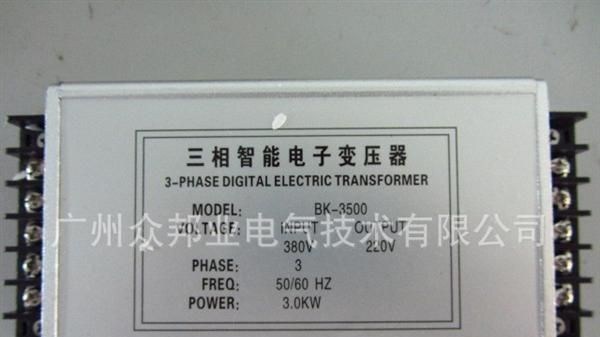 三相智能电子变压器
3-PHASE DIGITAL ELECTRIC TRANSFORMER
MODEL: BK-3500
VOLTAGE: INPUT OUTPUT
广州众邦业电气技术有限公司
380V 220V
PHASE: 3
FREQ: 50/60 HZ
POWER: 3.0KW